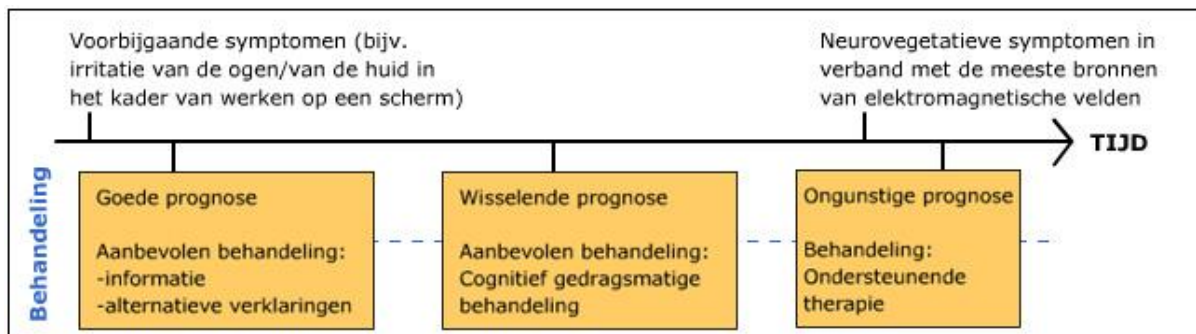 Voorbijgaande symptomen (bijv.
irritatie van de ogen/van de huid in
het kader van werken op een scherm)
Neurovegetatieve symptomen in
verband met de meeste bronnen
van elektromagnetische velden
TIJD
Behandeling
Goede prognose
Aanbevolen behandeling:
-informatie
-alternatieve verklaringen
Wisselende prognose
Aanbevolen behandeling:
Cognitief gedragsmatige
behandeling
Ongunstige prognose
Behandeling:
Ondersteunende
therapie